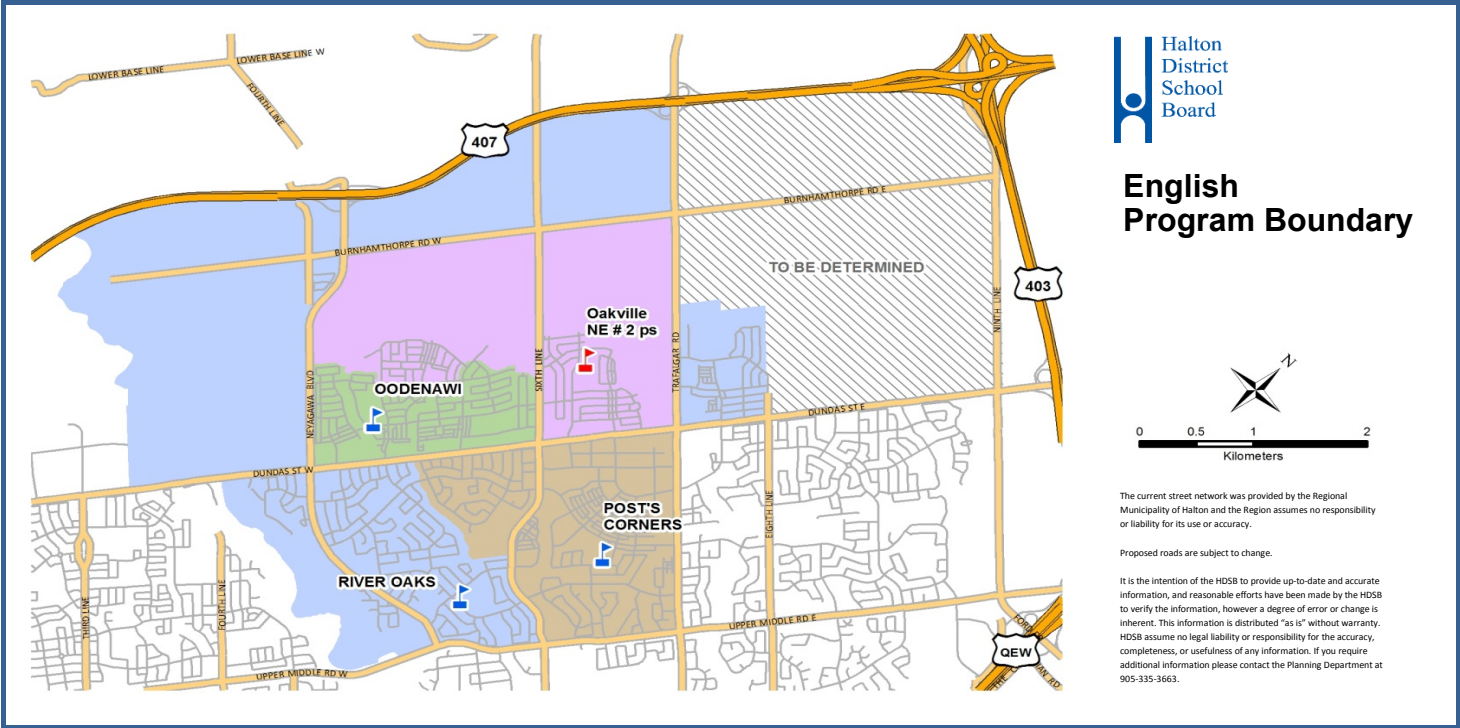 LOWER BASE LINE W
LOWER BASE LINE
FOURTH LINE
407
BURNHAMTHORPE RD E
BURNHAMTHORPE RD W
TO BE DETERMINED
403
NINTH LINE
Oakville
NE # 2 ps
SIXTH LINE
TRAFALGAR RD
NEYAGAWA BLVD
OODENAWI
DUNDAS ST E
DUNDAS ST W
POST'S
CORNERS
EIGHTH LINE
RIVER OAKS
THIRD LINE
FOURTH LINE
UPPER MIDDLE RD E
UPPER MIDDLE RD W
QEW
Halton
District
School
Board
English
Program Boundary
N
0 0.5 1 2
Kilometers
The current street network was provided by the Regional
Municipality of Halton and the Region assumes no responsibility
or liability for its use or accuracy.
Proposed roads are subject to change.
It is the intention of the HDSB to provide up-to-date and accurate
information, and reasonable efforts have been made by the HDSB
to verify the information, however a degree of error or change is
inherent. This information is distributed “as is” without warranty.
HDSB assume no legal liability or responsibility for the accuracy,
completeness, or usefulness of any information. If you require
additional information please contact the Planning Department at
905-335-3663.